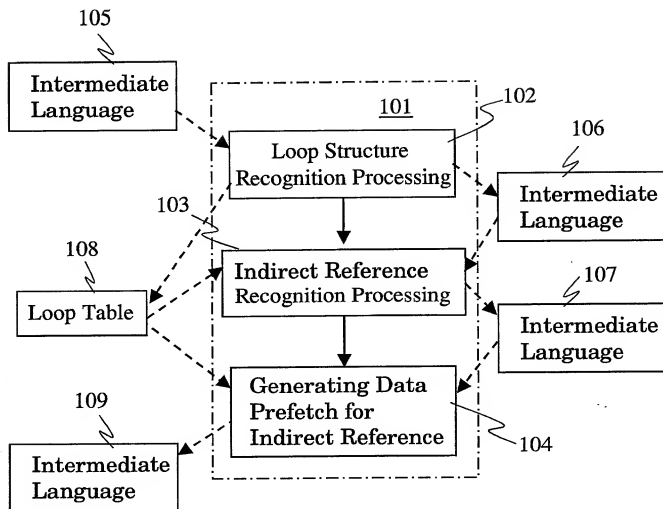 105
Intermediate
Language
101
102
Loop Structure
Recognition Processing
106
Intermediate
Language
103
Indirect Reference
Recognition Processing
108
Loop Table
107
Intermediate
Language
Generating Data
Prefetch for
Indirect Reference
104
109
Intermediate
Language